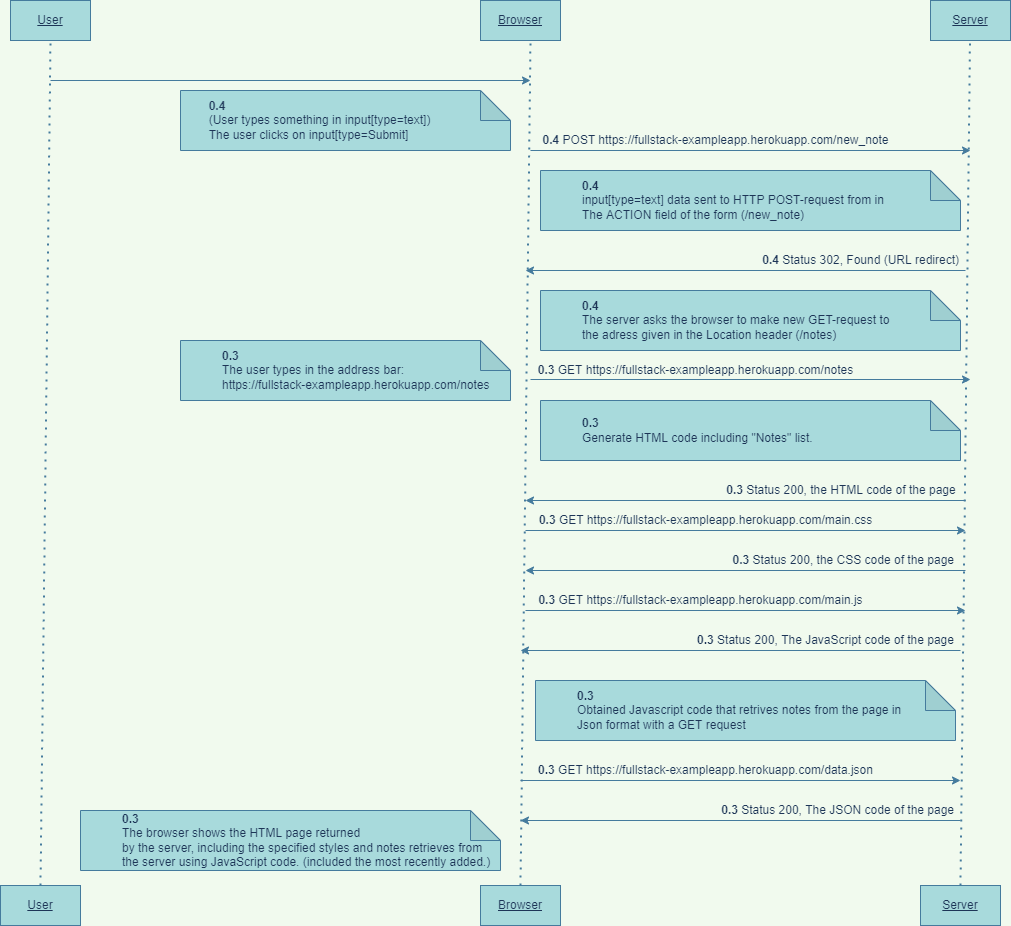 User
Browser
Server
0.4
(User types something in input[type=text])
The user clicks on input[type=Submit]
0.4 POST https://fullstack-exampleapp.herokuapp.com/new_note
0.4
input[type=text] data sent to HTTP POST-request from in
The ACTION field of the form (/new_note)
0.4 Status 302, Found (URL redirect)
0.4
The server asks the browser to make new GET-request to
the adress given in the Location header (/notes)
0.3
The user types in the address bar:
https://fullstack-exampleapp.herokuapp.com/notes
0.3 GET https://fullstack-exampleapp.herokuapp.com/notes
0.3
Generate HTML code including "Notes" list.
0.3 Status 200, the HTML code of the page
0.3 GET https://fullstack-exampleapp.herokuapp.com/main.css
0.3 Status 200, the CSS code of the page
0.3 GET https://fullstack-exampleapp.herokuapp.com/main.js
0.3 Status 200, The JavaScript code of the page
0.3
Obtained Javascript code that retrives notes from the page in
Json format with a GET request
0.3 GET https://fullstack-exampleapp.herokuapp.com/data.json
0.3 Status 200, The JSON code of the page
0.3
The browser shows the HTML page returned
by the server, including the specified styles and notes retrieves from
the server using JavaScript code. (included the most recently added.)
User
Browser
Server